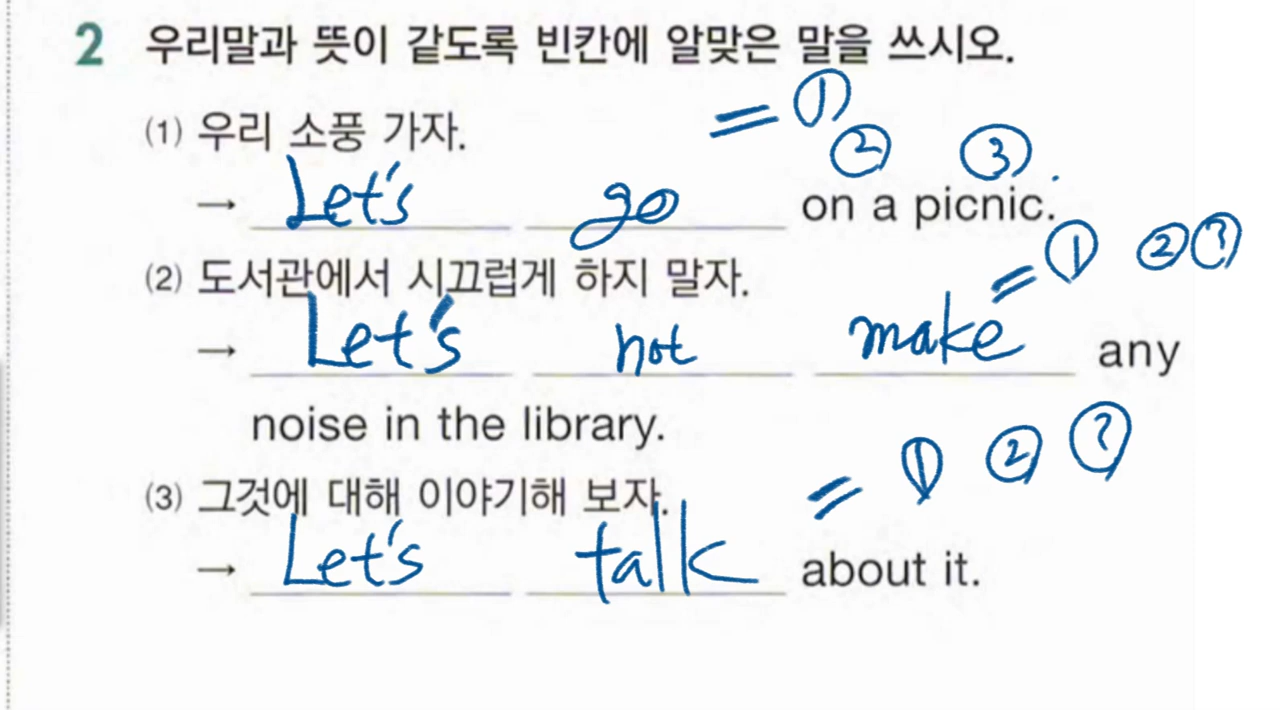 2 우리말과 뜻이 같도록 빈칸에 알맞은 말을 쓰시오.
(1) 우리 소풍 가자. = ①
② ③.
→ Let's go on a picnic.
(2) 도서관에서 시끄럽게 하지 말자. = ① ② ?
→ Let's not make any
noise in the library.
(3) 그것에 대해 이야기해 보자. = ① ② ?
→ Let's talk about it.